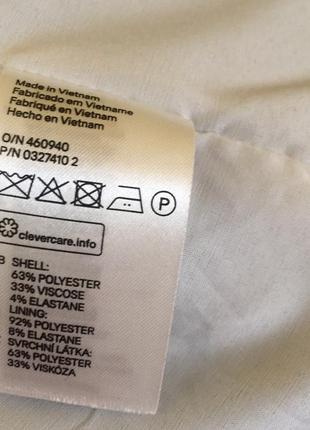 Made in Vietnam
Fabricado em Vietname
Fabriqué en Vietnam
Hecho en Vietnam
O/N 460940
P/N 0327410 2
P
clevercare.info
SHELL:
63% POLYESTER
33% VISCOSE
4% ELASTANE
LINING:
92% POLYESTER
8% ELASTANE
SVRCHNÍ LÁTKA:
63% POLYESTER
33% VISKÓZA